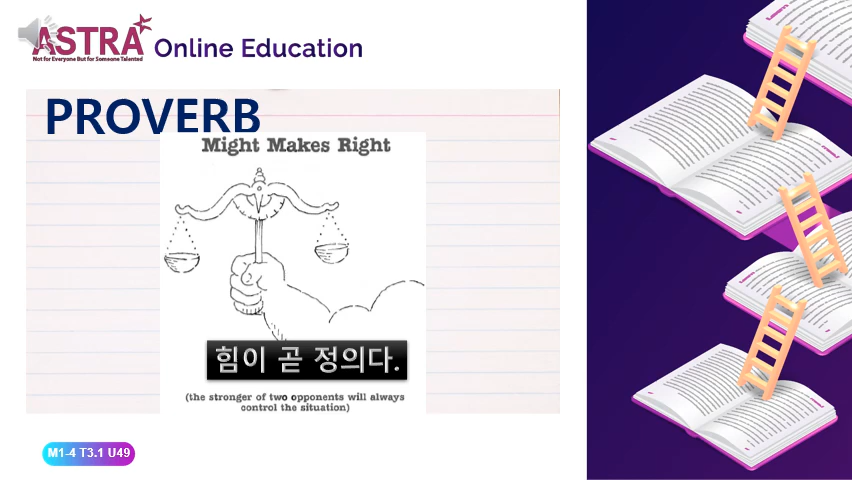 ASTRA
Not for Everyone But for Someone Talented
Online Education
PROVERB
Might Makes Right
힘이 곧 정의다.
(the stronger of two opponents will always
control the situation)
M1-4 T3.1 U49